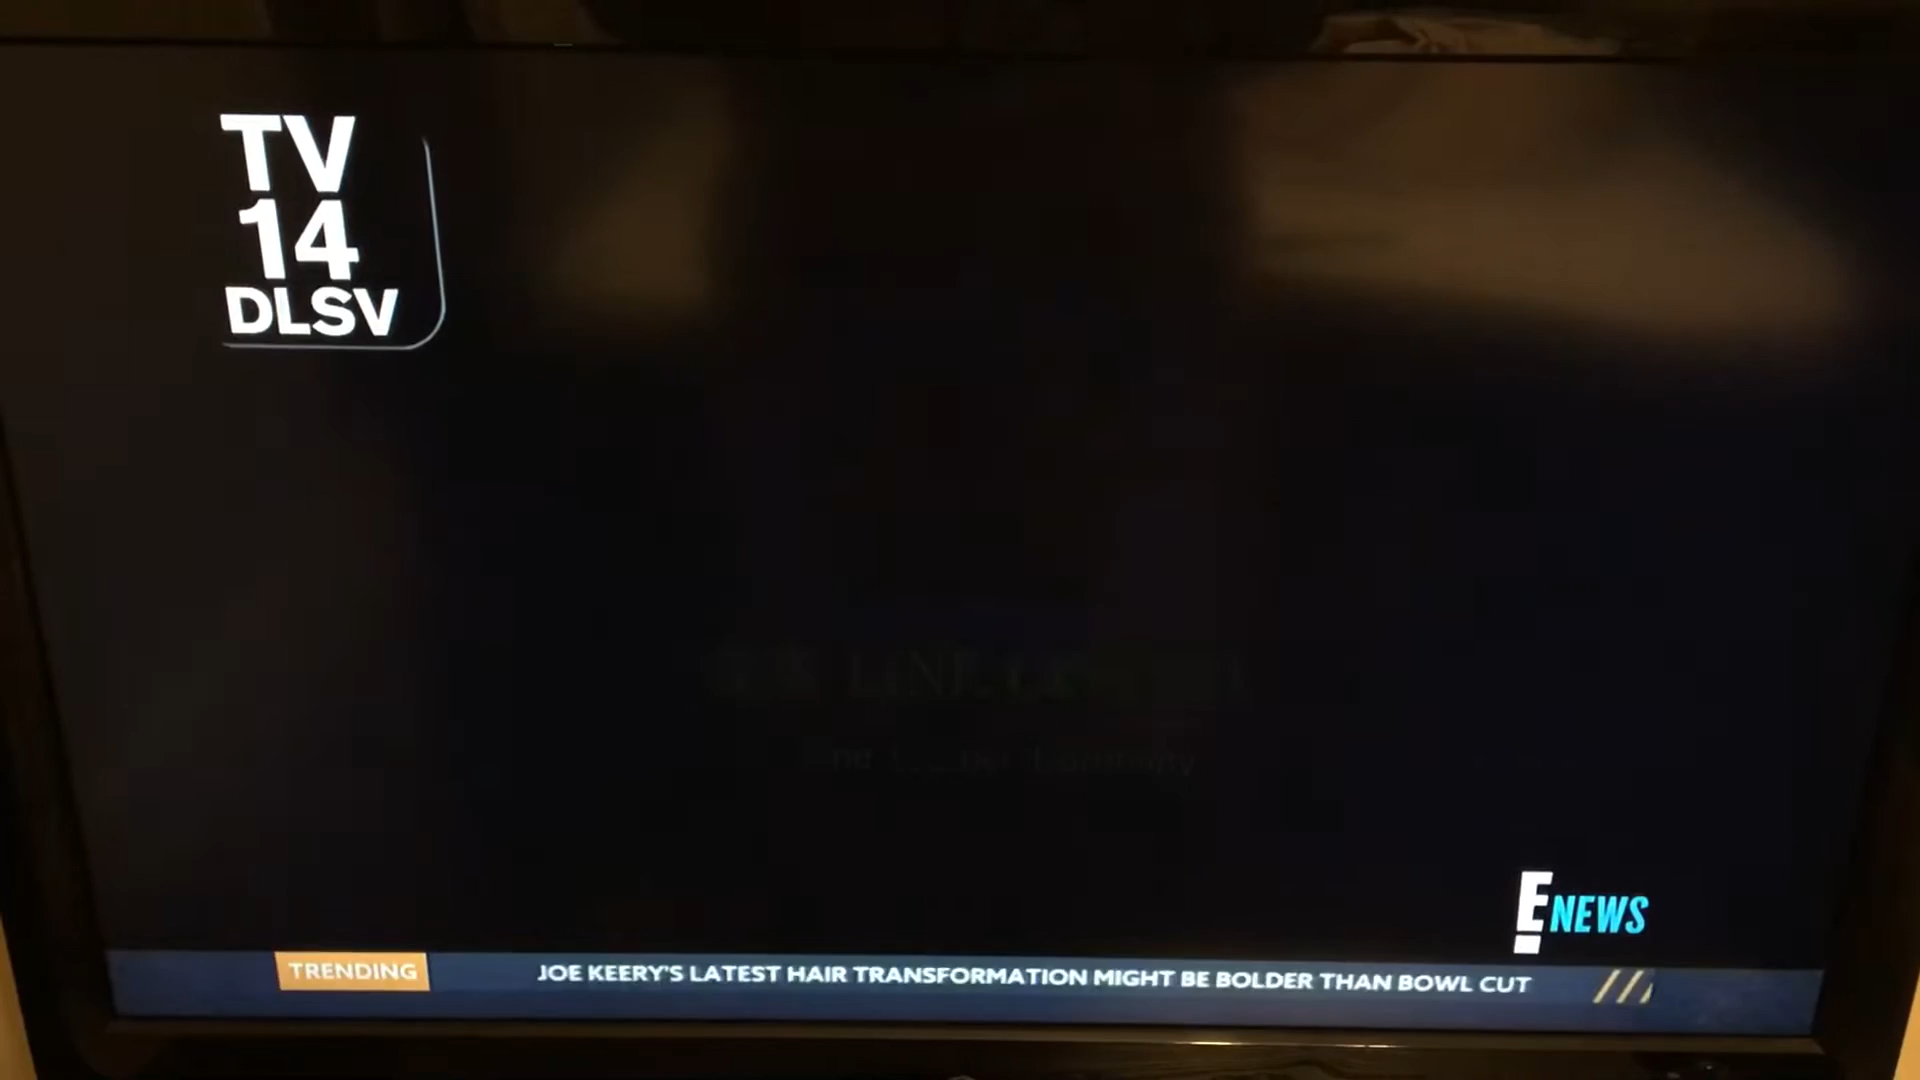 TV
14
DLSV
E NEWS
TRENDING
JOE KEERY'S LATEST HAIR TRANSFORMATION MIGHT BE BOLDER THAN BOWL CUT